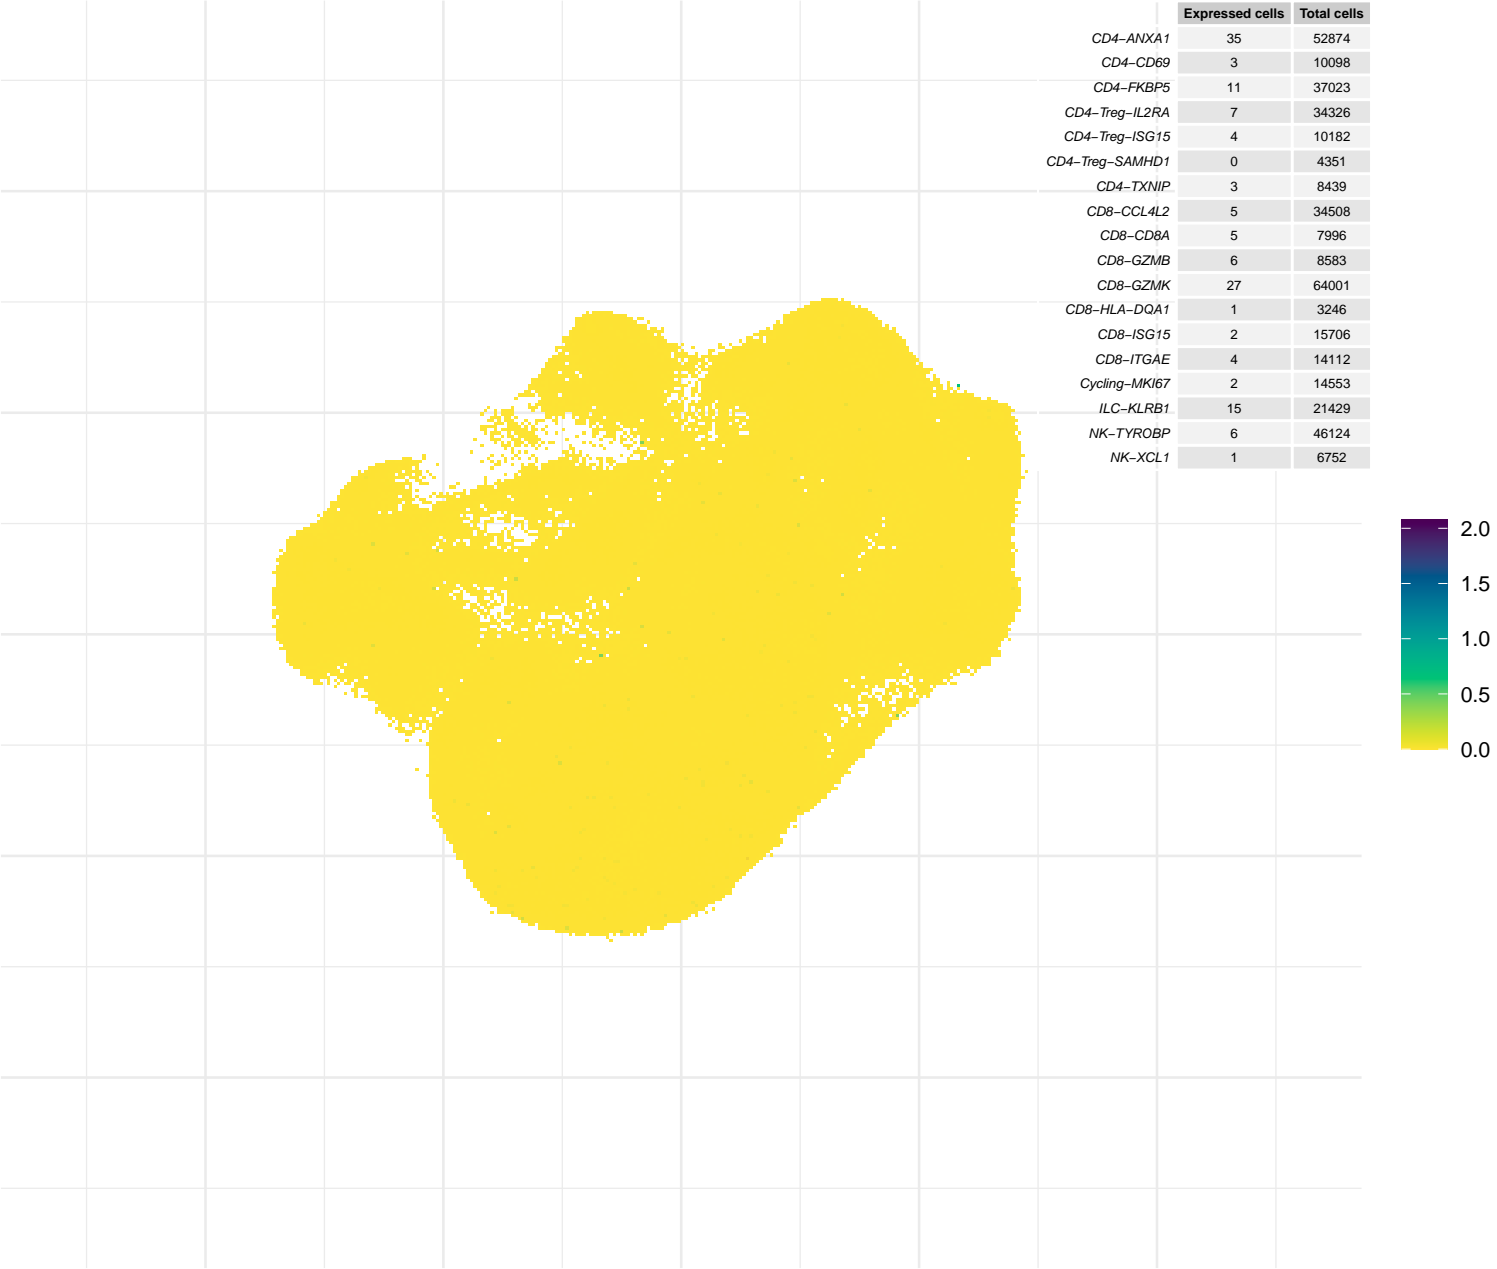 Expressed cells Total cells
CD4−ANXA1 35 52874
CD4−CD69 3 10098
CD4−FKBP5 11 37023
CD4−Treg−IL2RA 7 34326
CD4−Treg−ISG15 4 10182
CD4−Treg−SAMHD1 0 4351
CD4−TXNIP 3 8439
CD8−CCL4L2 5 34508
CD8−CD8A 5 7996
CD8−GZMB 6 8583
CD8−GZMK 27 64001
CD8−HLA−DQA1 1 3246
CD8−ISG15 2 15706
CD8−ITGAE 4 14112
Cycling−MKI67 2 14553
ILC−KLRB1 15 21429
NK−TYROBP 6 46124
NK−XCL1 1 6752
2.0
1.5
1.0
0.5
0.0